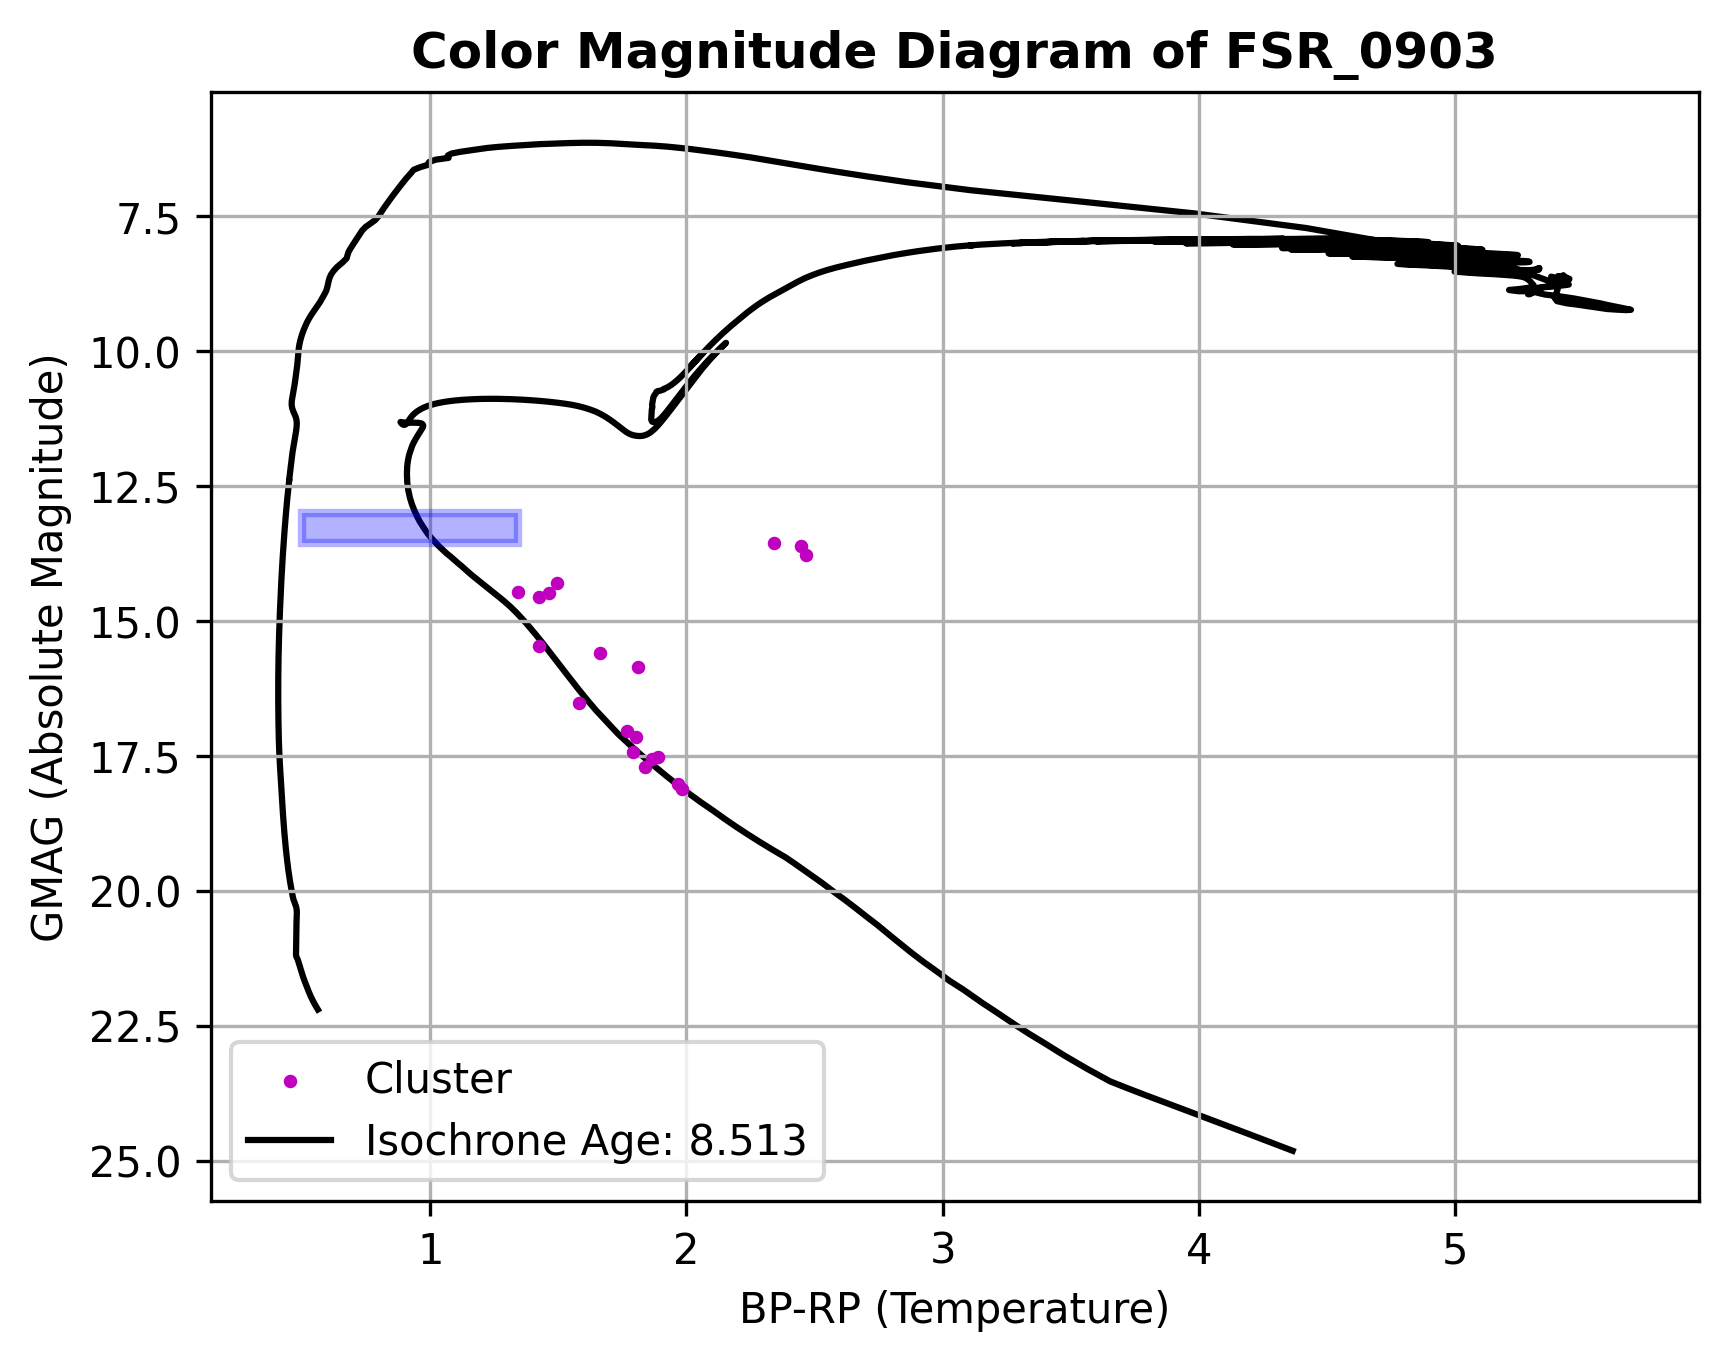 Color Magnitude Diagram of FSR_0903
GMAG (Absolute Magnitude)
7.5
10.0
12.5
15.0
17.5
20.0
22.5
25.0
Cluster
Isochrone Age: 8.513
1 2 3 4 5
BP-RP (Temperature)